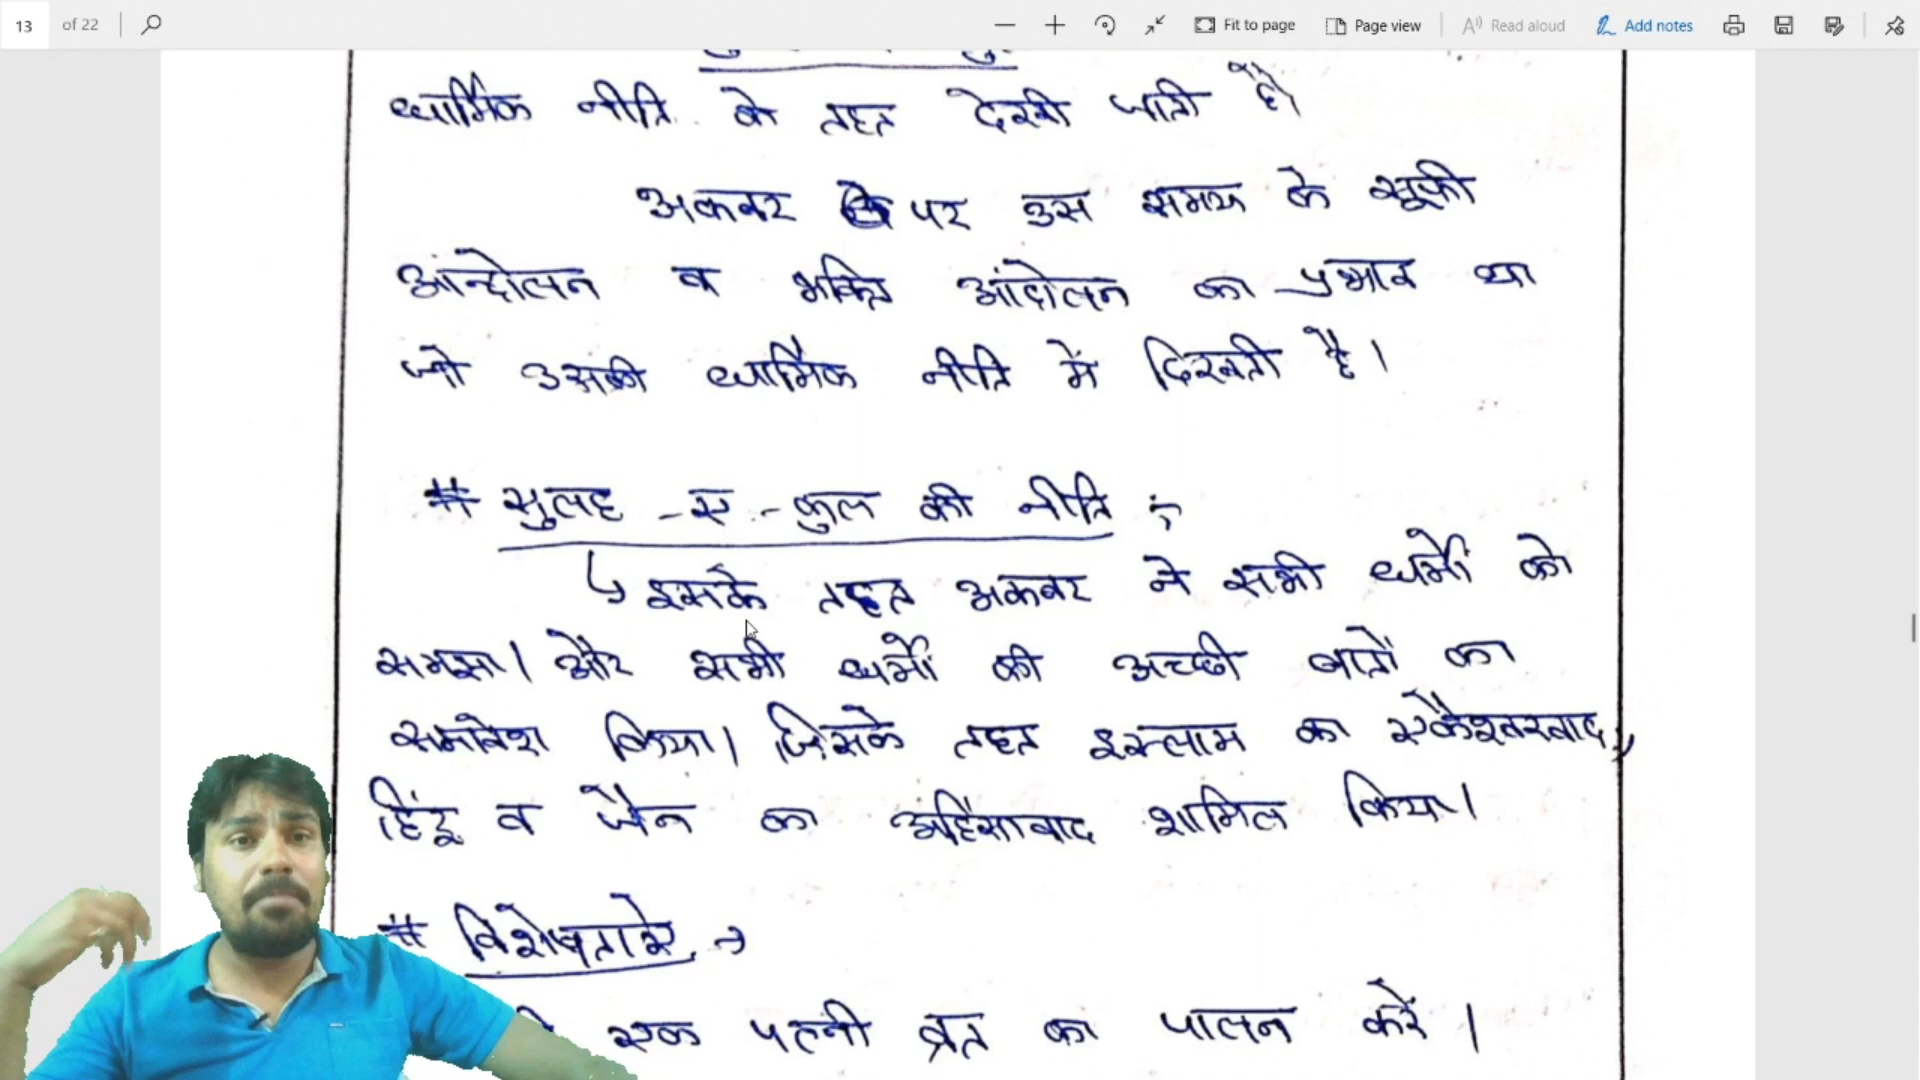 13 of 22 Fit to page Page view Read aloud Add notes
धार्मिक नीति के तहत देखी जाती है।
अकबर पर उस समय के सूफी
आंन्दोलन व भक्ति आंदोलन का प्रभाव था
जो उसकी धार्मिक नीति में दिखती है।
# सुलह -ए- कुल की नीति :-
↳ इसके तहत अकबर ने सभी धर्मों को
समझा। और सभी धर्मों की अच्छी बातों का
समावेश किया। जिसके तहत इस्लाम का एकैश्वरवाद,
हिंदू व जैन का अहिंसावाद शामिल किया।
# विशेषताऐ →
एक पत्नी व्रत का पालन करें।